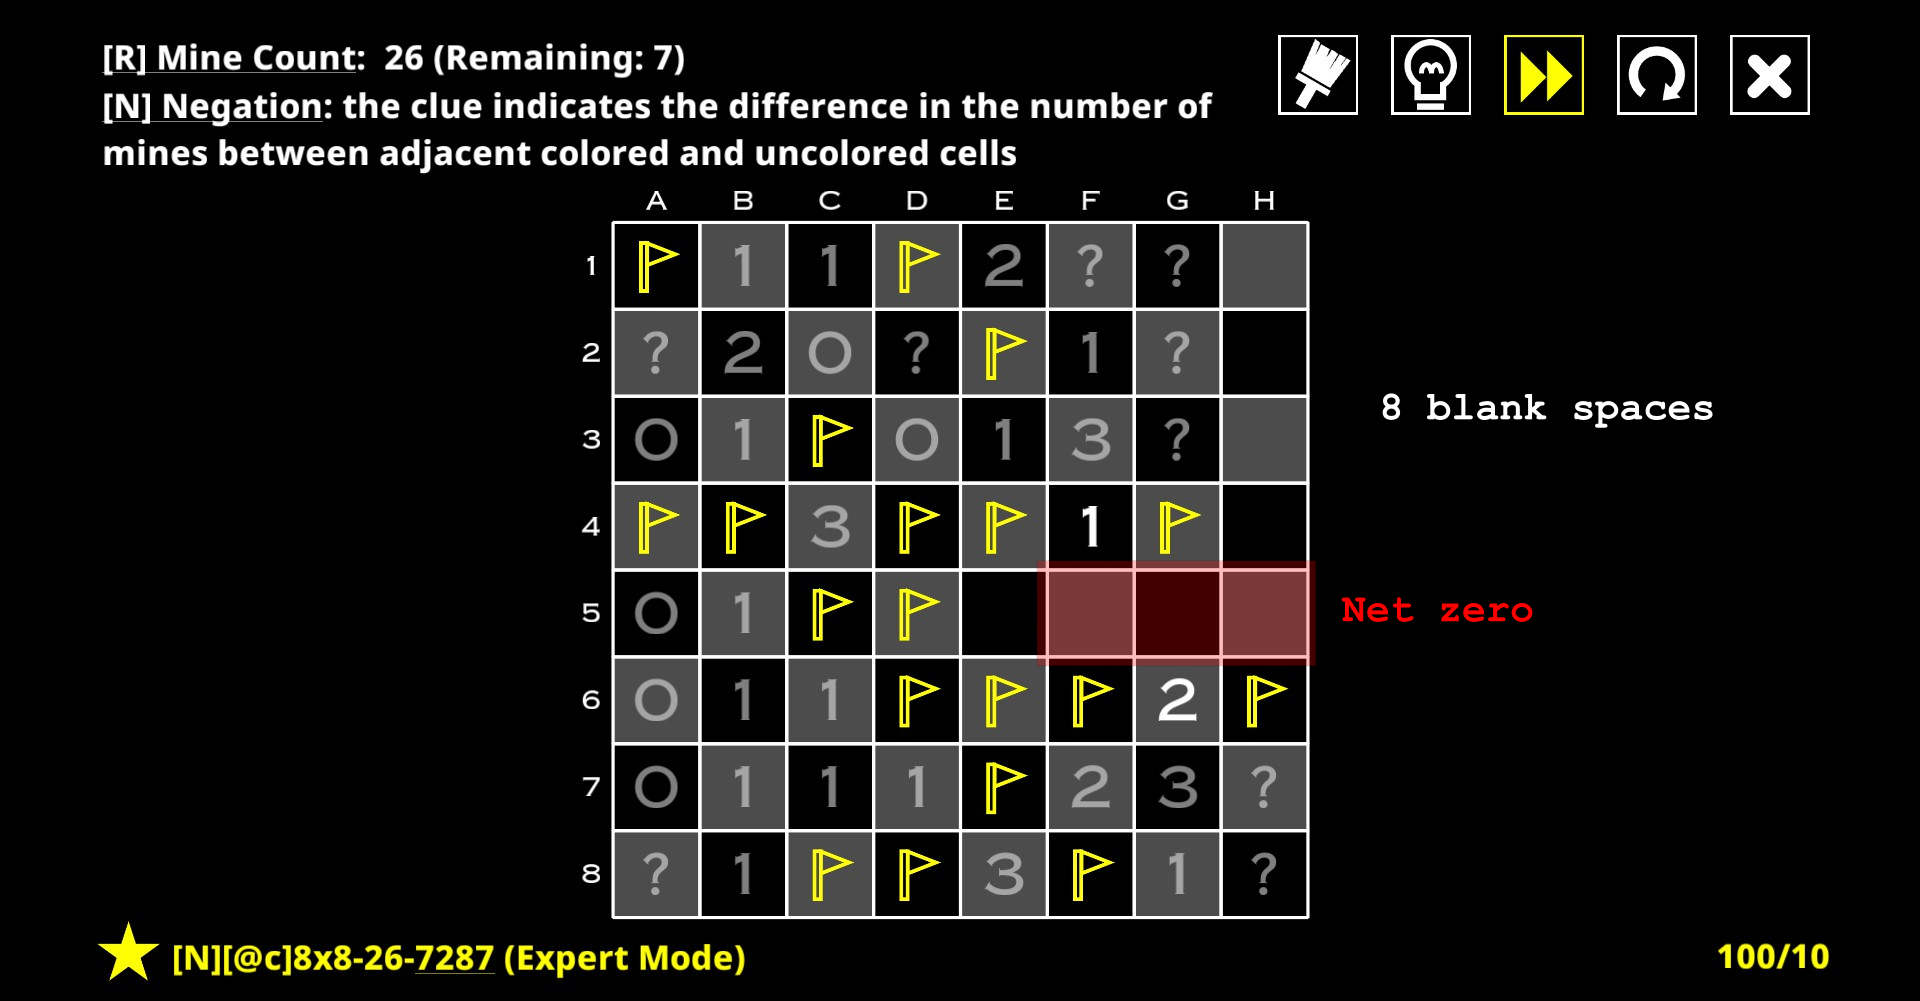 [R] Mine Count:  26 (Remaining: 7)
[N] Negation: the clue indicates the difference in the number of
mines between adjacent colored and uncolored cells
A B C D E F G H
1 1 1 2 ? ?
2 ? 2 0 ? 1 ?
8 blank spaces
3 0 1 0 1 3 ?
4 3 1
5 0 1
Net zero
6 0 1 1 2
7 0 1 1 1 2 3 ?
8 ? 1 3 1 ?
[N][@c]8x8-26-7287 (Expert Mode)
100/10